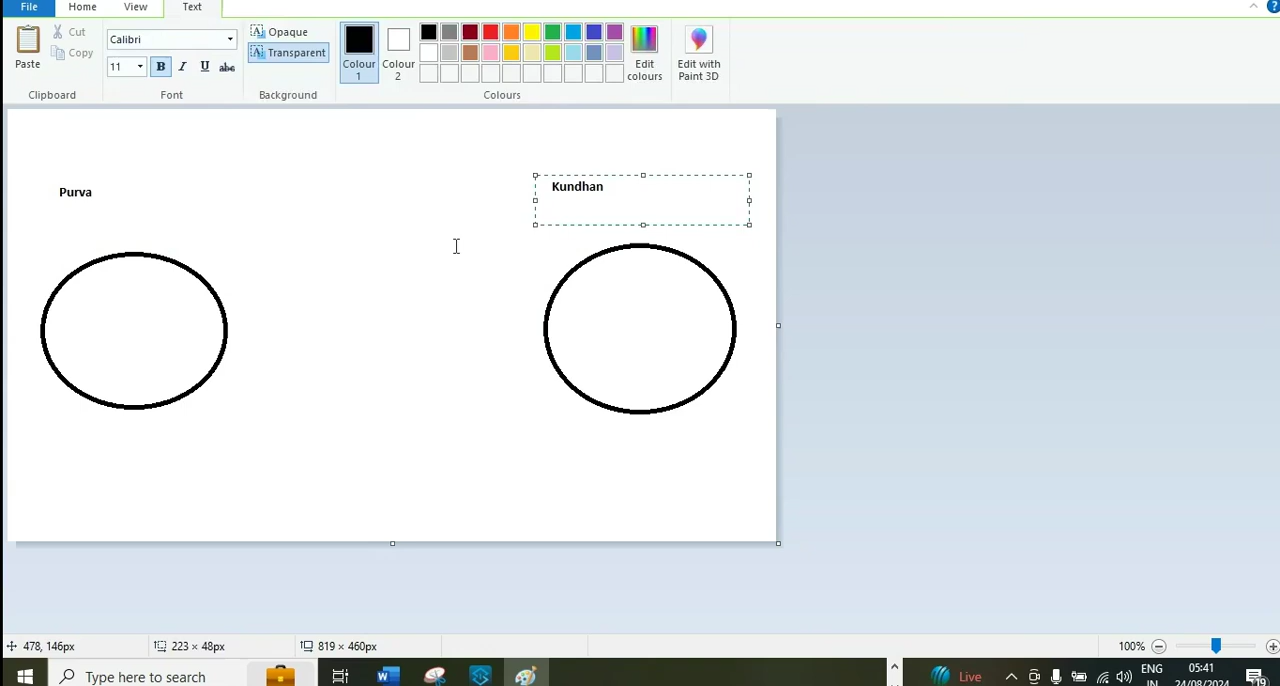 File Home View Text
Paste
Cut
Copy
Clipboard
Calibri
11 B I U abc
Font
Opaque
Transparent
Background
Colour 1
Colour 2
Edit colours
Colours
Edit with Paint 3D
Purva
Kundhan
478, 146px 223 × 48px 819 × 460px 100%
Type here to search
Live
ENG
IN
05:41
24/08/2024
19